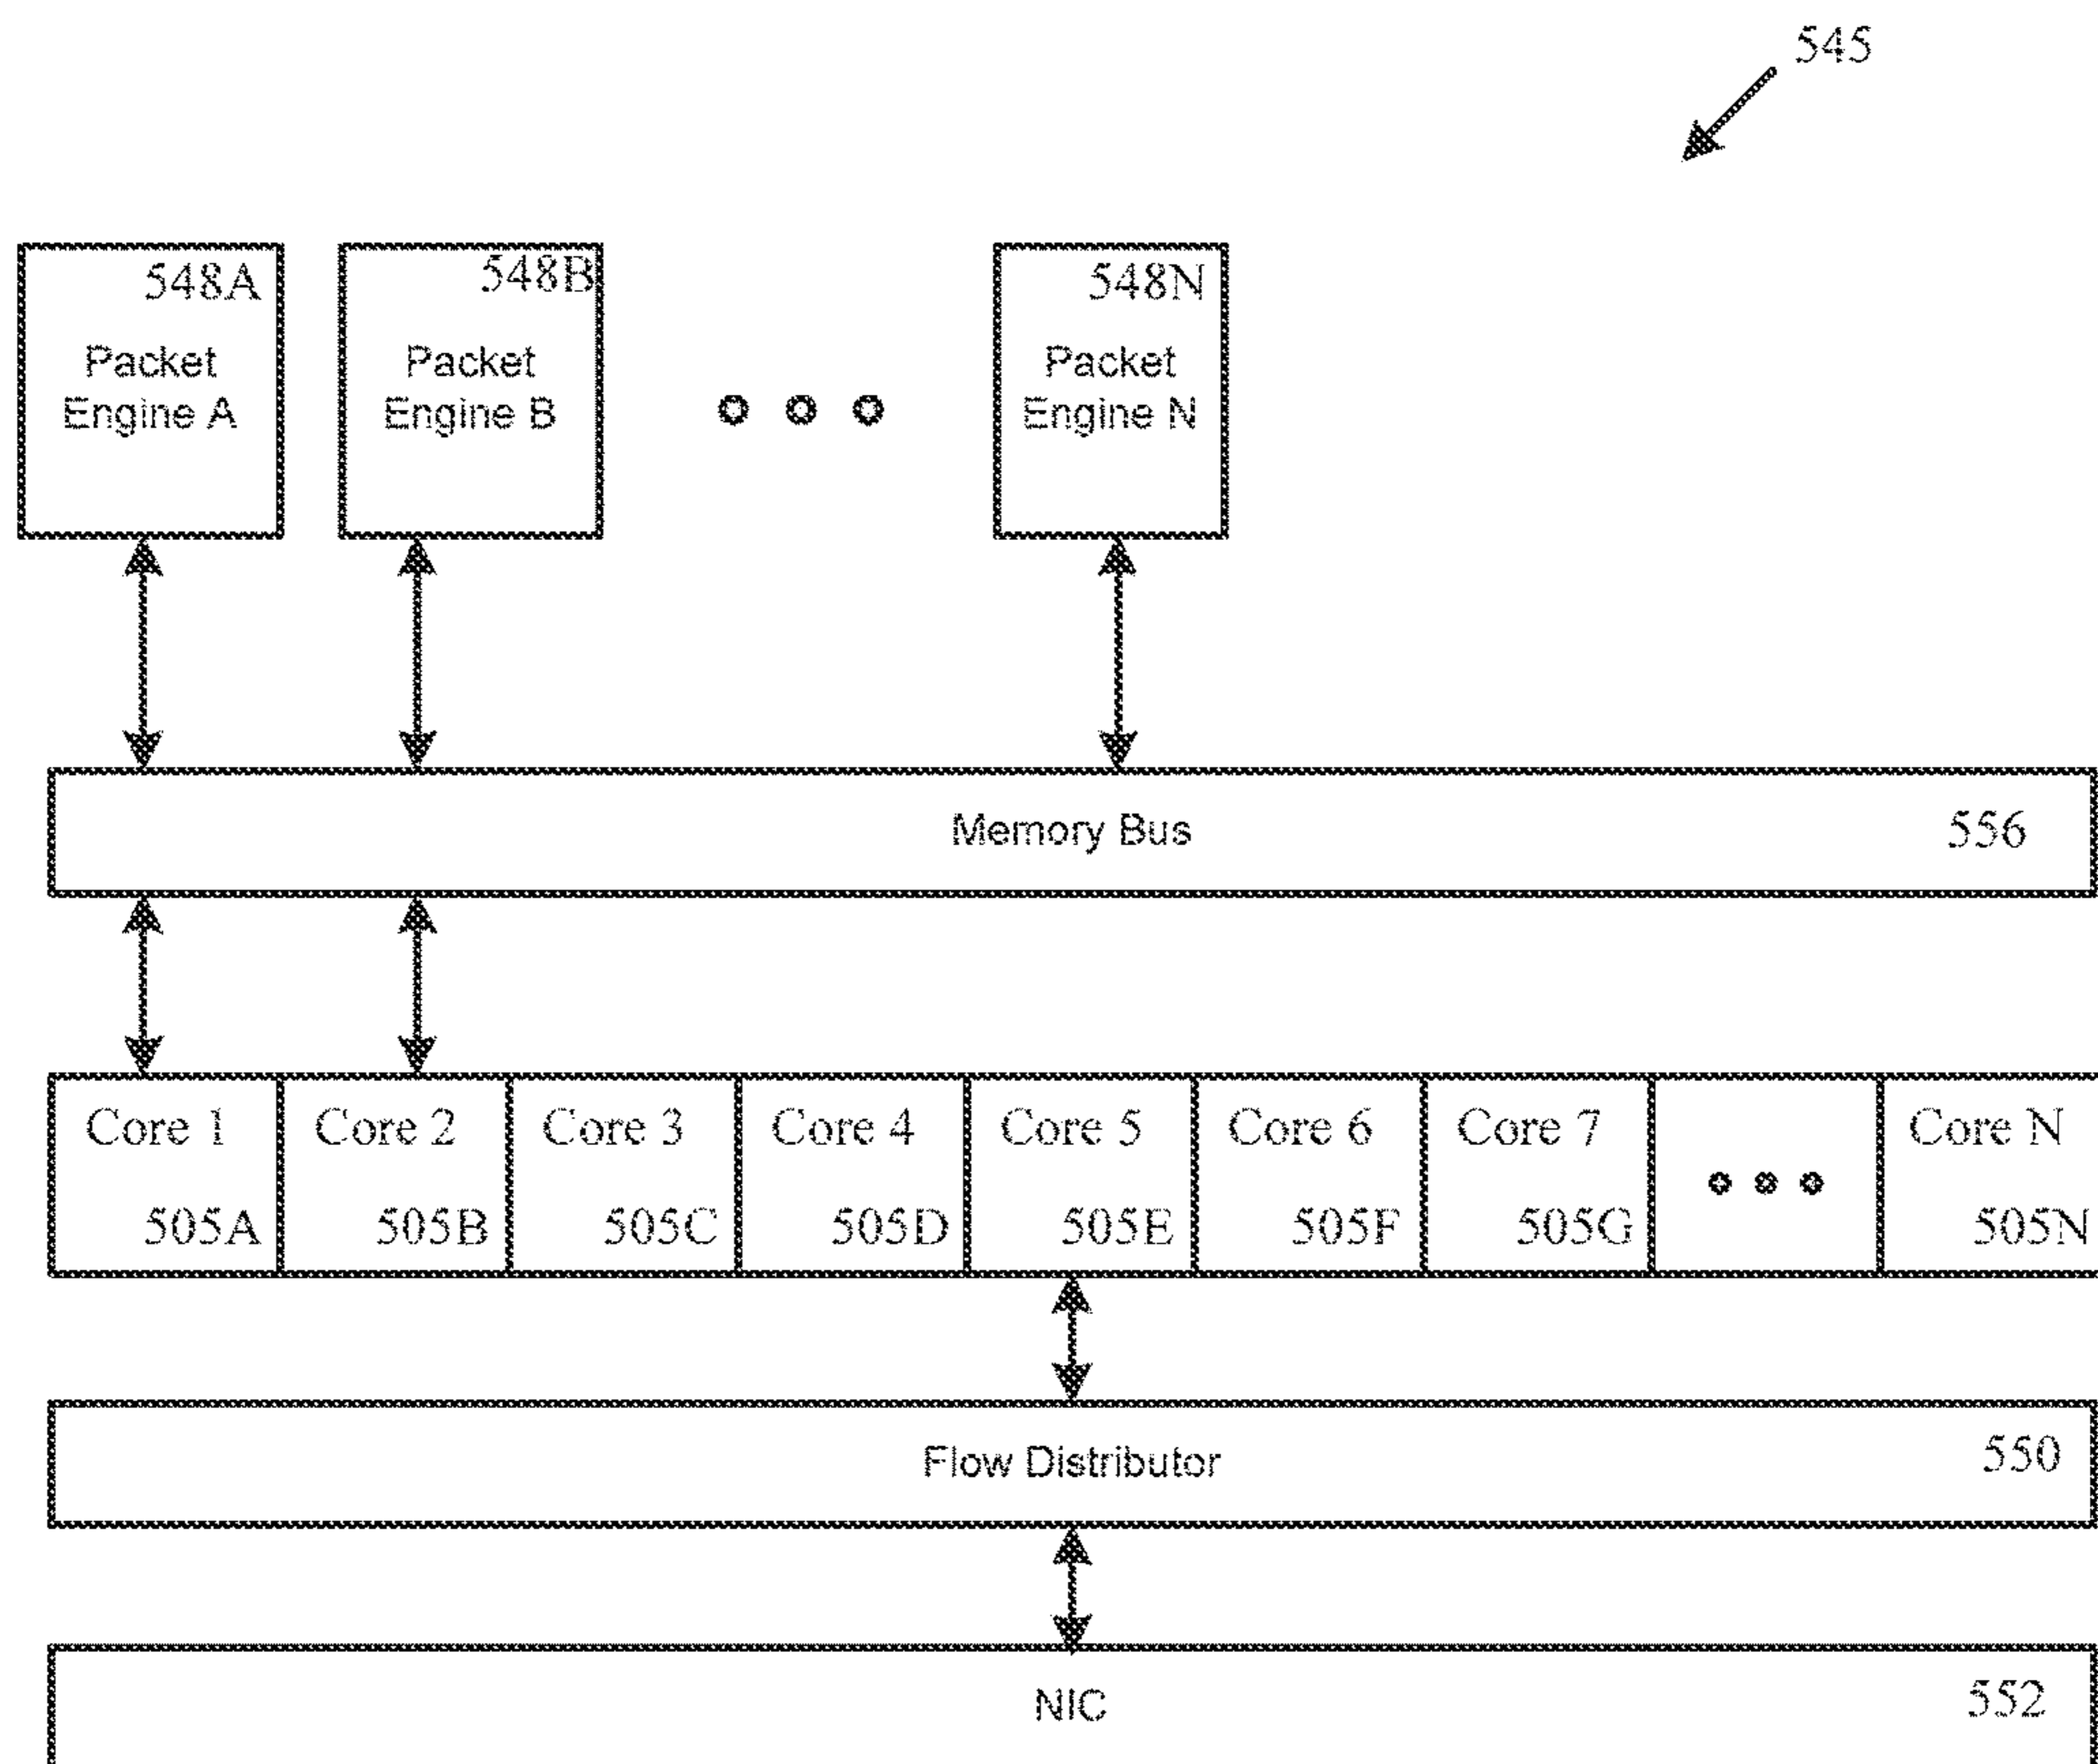 545
548A
Packet
Engine A
548B
Packet
Engine B
548N
Packet
Engine N
Memory Bus
556
Core 1
505A
Core 2
505B
Core 3
505C
Core 4
505D
Core 5
505E
Core 6
505F
Core 7
505G
Core N
505N
Flow Distributor
550
NIC
552